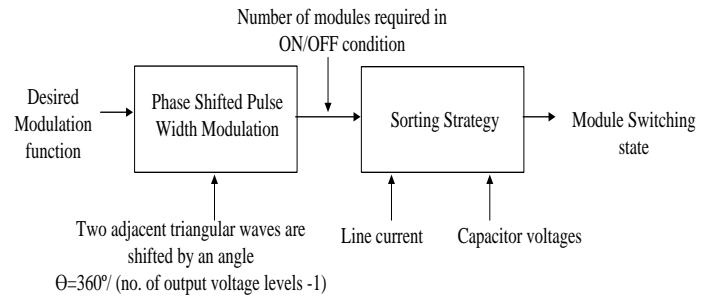 Number of modules required in
ON/OFF condition
Desired
Modulation
function
Phase Shifted Pulse
Width Modulation
Sorting Strategy
Module Switching
state
Two adjacent triangular waves are
shifted by an angle
Θ=360º/ (no. of output voltage levels -1)
Line current
Capacitor voltages